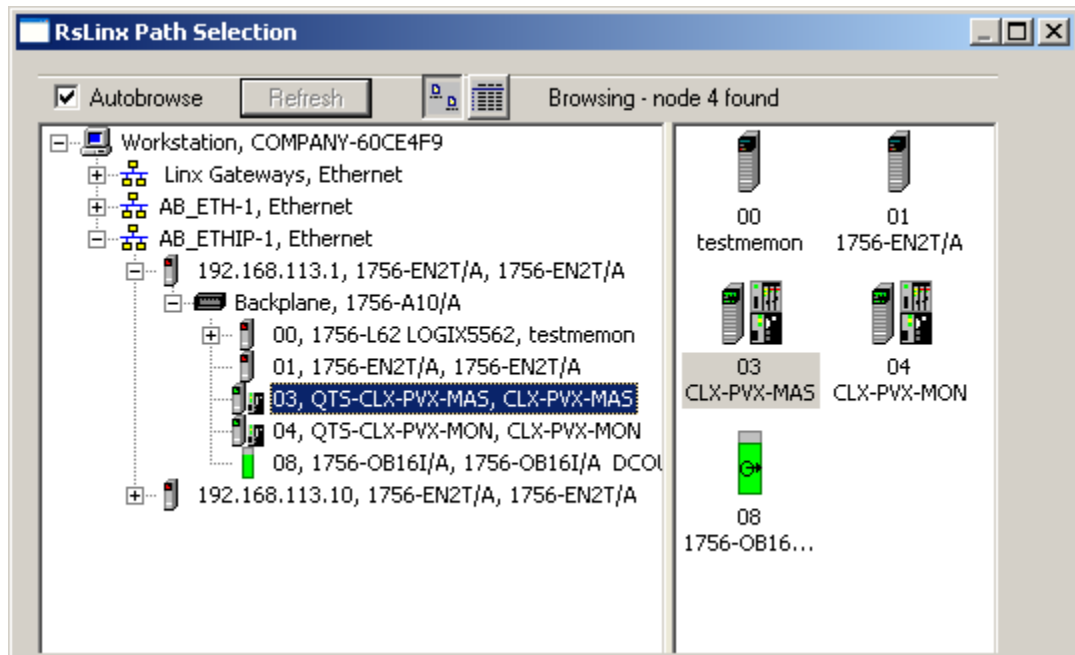 RsLinx Path Selection
Autobrowse Refresh Browsing - node 4 found
Workstation, COMPANY-60CE4F9
Linx Gateways, Ethernet
AB_ETH-1, Ethernet
AB_ETHIP-1, Ethernet
192.168.113.1, 1756-EN2T/A, 1756-EN2T/A
Backplane, 1756-A10/A
00, 1756-L62 LOGIX5562, testmemon
01, 1756-EN2T/A, 1756-EN2T/A
03, QTS-CLX-PVX-MAS, CLX-PVX-MAS
04, QTS-CLX-PVX-MON, CLX-PVX-MON
08, 1756-OB16I/A, 1756-OB16I/A DCOU
192.168.113.10, 1756-EN2T/A, 1756-EN2T/A
00 01
testmemon 1756-EN2T/A
03 04
CLX-PVX-MAS CLX-PVX-MON
08
1756-OB16...